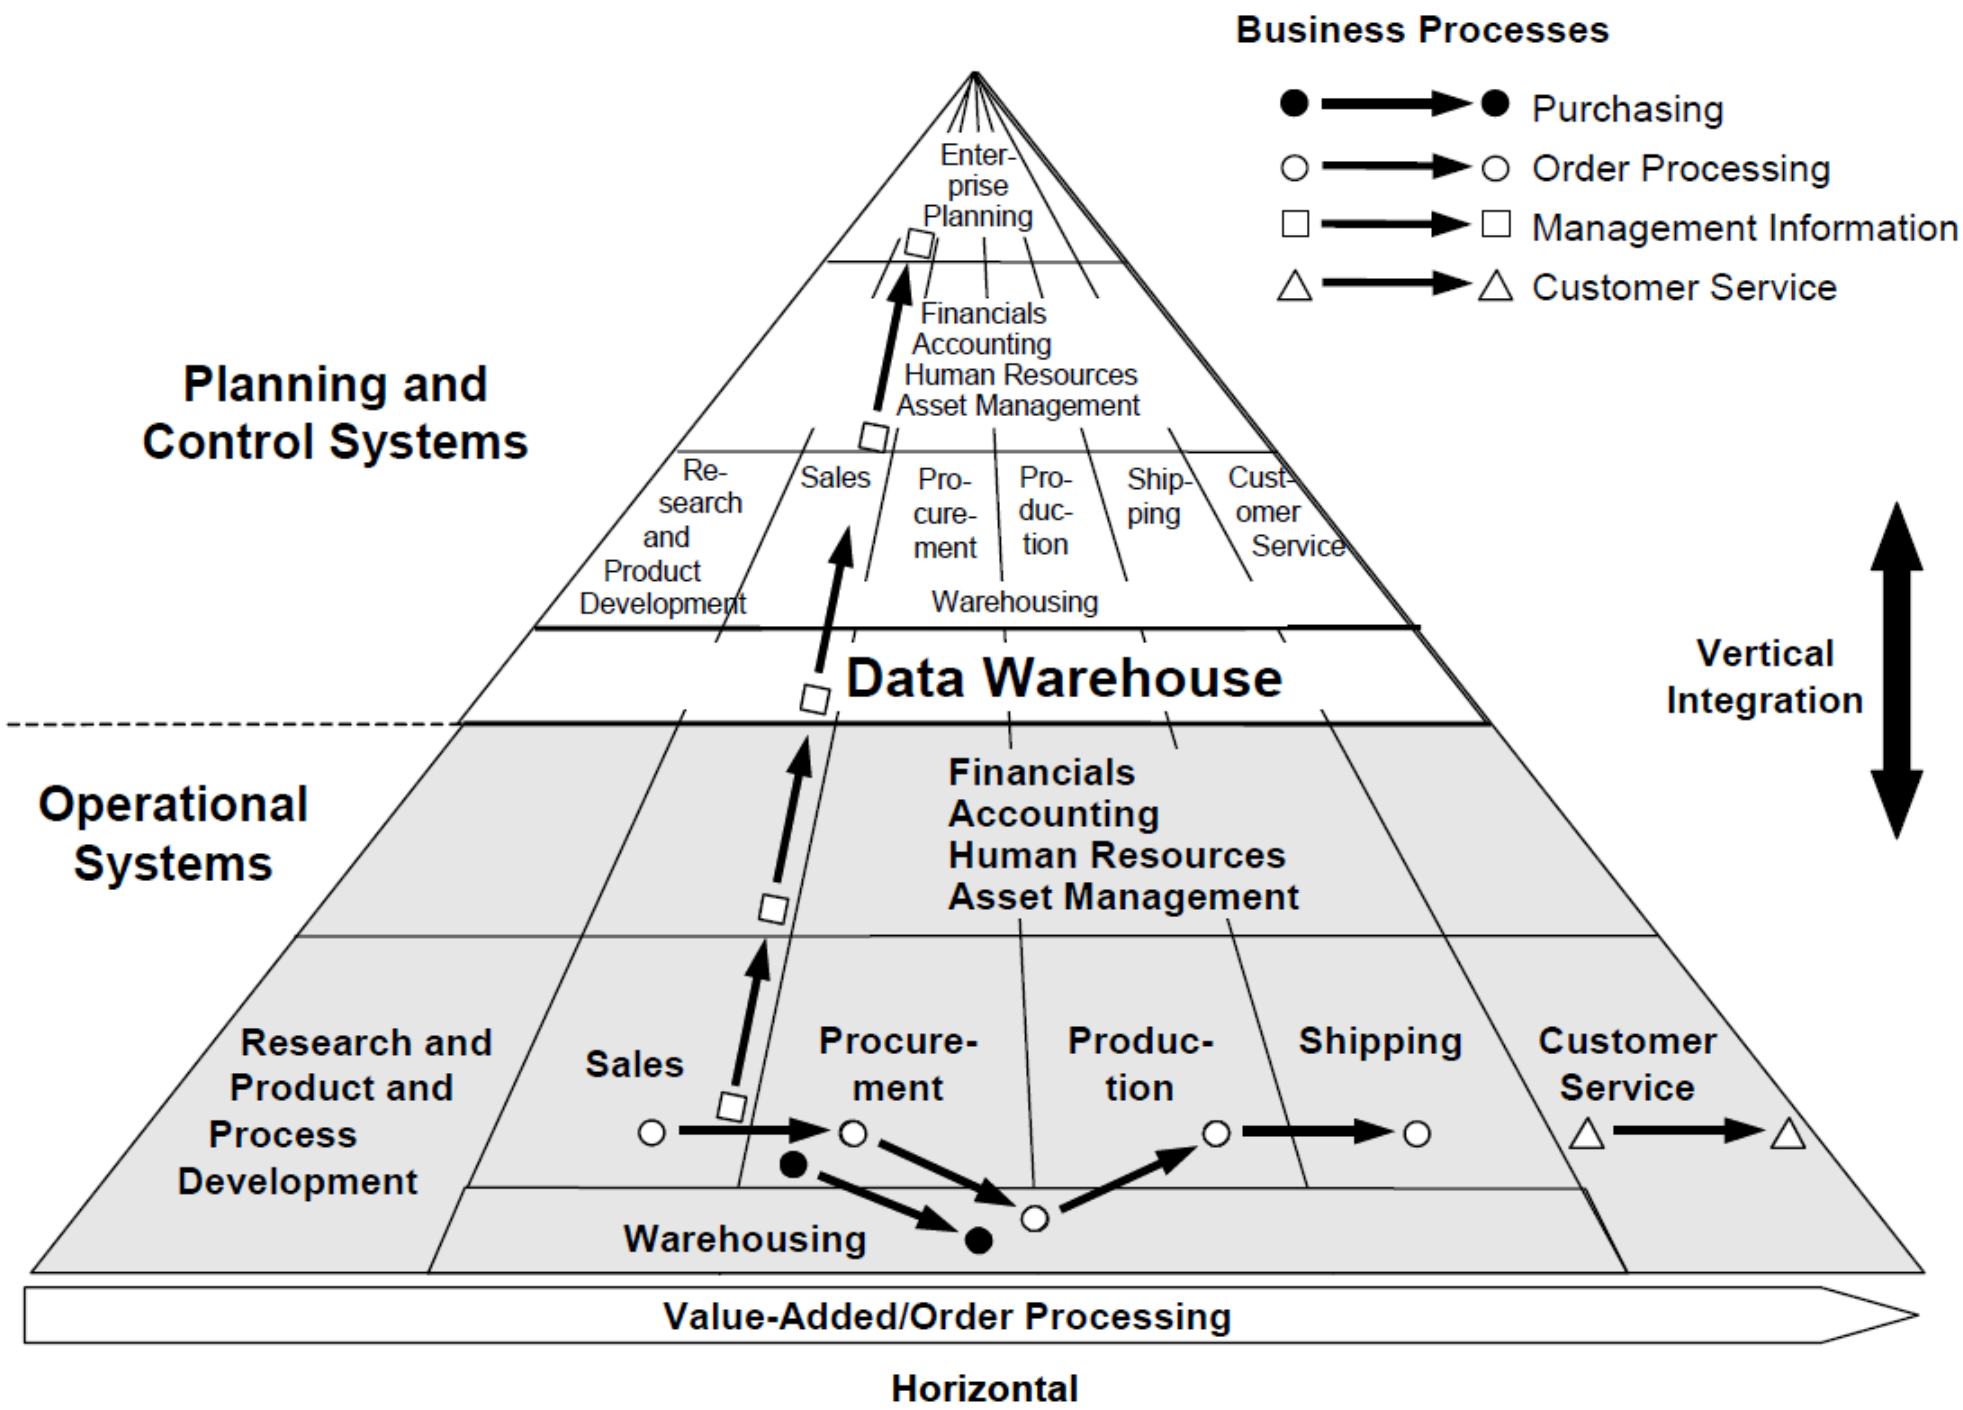 Business Processes
Purchasing
Order Processing
Management Information
Customer Service
Enter-
prise
Planning
Financials
Accounting
Human Resources
Asset Management
Planning and
Control Systems
Re-
search
and
Product
Development
Sales
Pro-
cure-
ment
Pro-
duc-
tion
Ship-
ping
Cust-
omer
Service
Warehousing
Data Warehouse
Vertical
Integration
Operational
Systems
Financials
Accounting
Human Resources
Asset Management
Research and
Product and
Process
Development
Sales
Procure-
ment
Produc-
tion
Shipping
Customer
Service
Warehousing
Value-Added/Order Processing
Horizontal